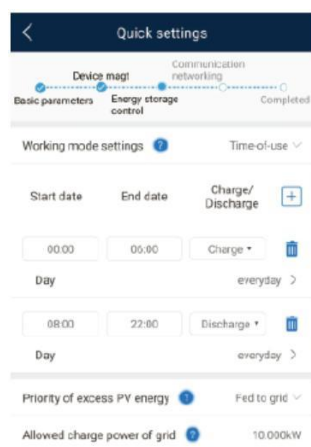 Quick settings
Communication
Device magt networking
Basic parameters Energy storage control Completed
Working mode settings ? Time-of-use
Start date End date Charge/ Discharge +
00:00 05:00 Charge
Day everyday
08:00 22:00 Discharge
Day everyday
Priority of excess PV energy ? Fed to grid
Allowed charge power of grid ? 10.000kW